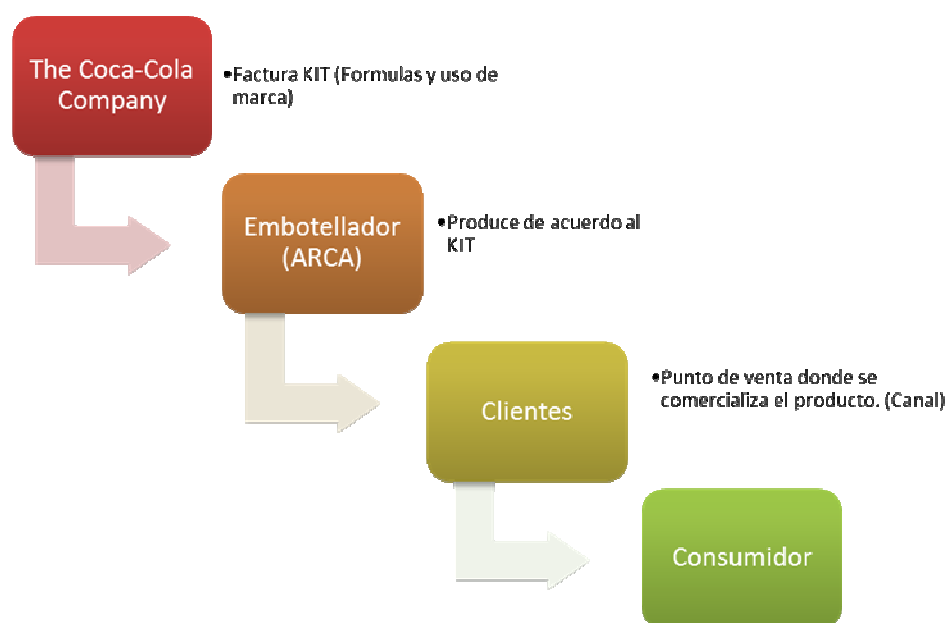 The Coca-Cola
Company
•Factura KIT (Formulas y uso de
marca)
Embotellador
(ARCA)
•Produce de acuerdo al
KIT
Clientes
•Punto de venta donde se
comercializa el producto. (Canal)
Consumidor